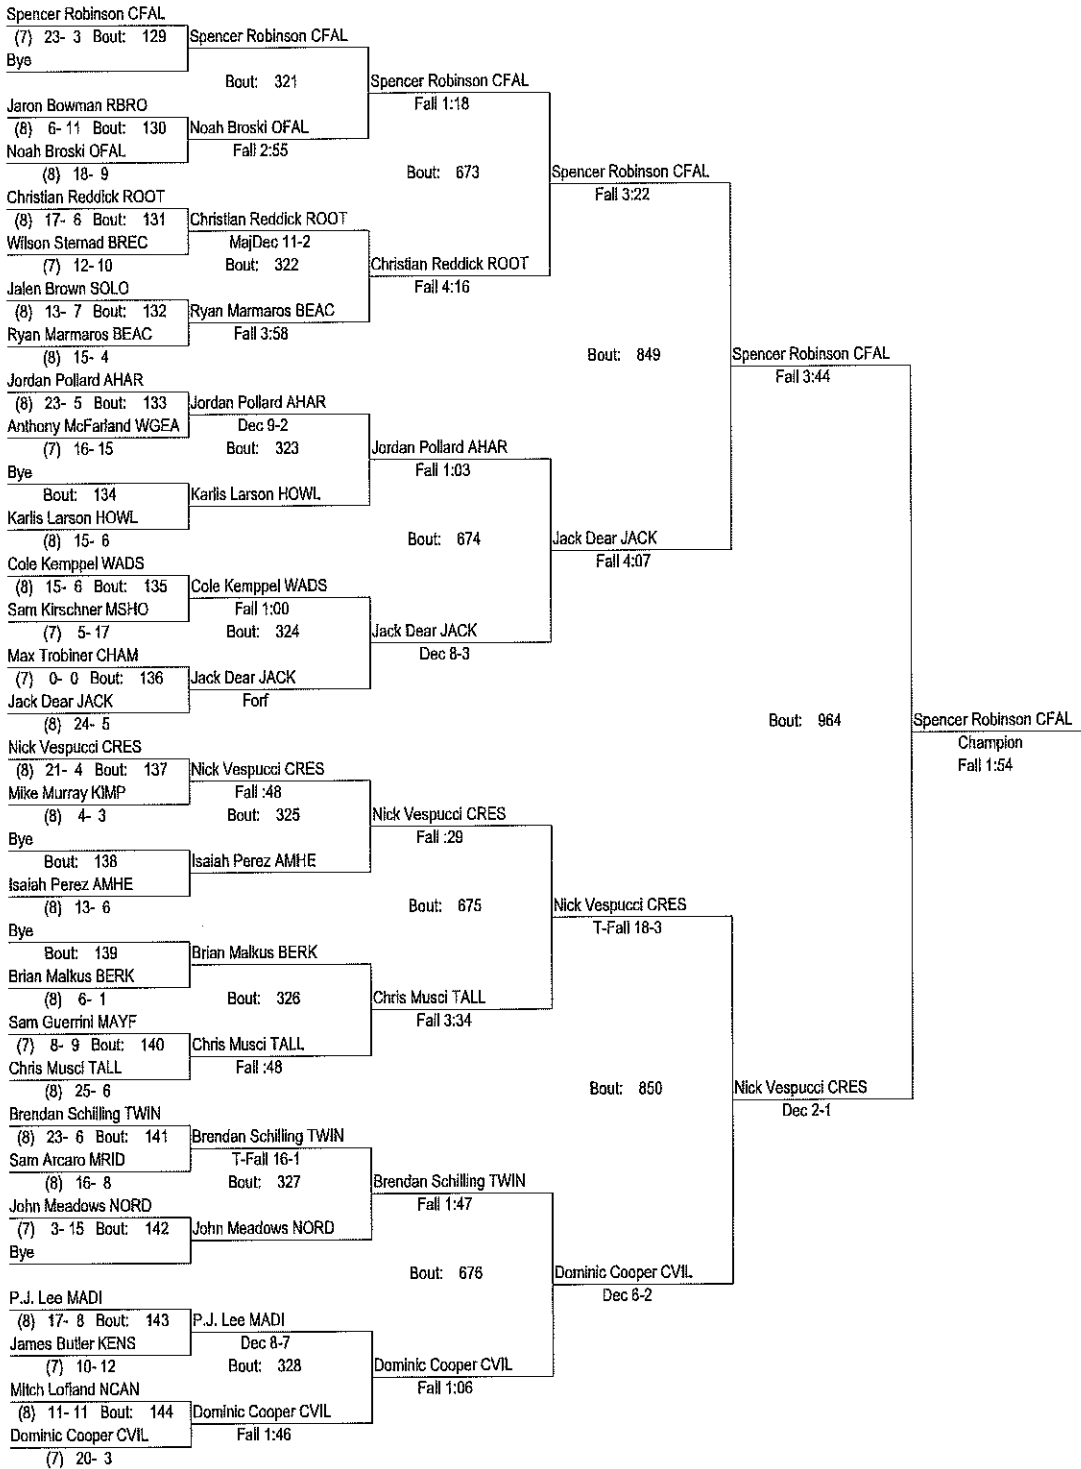 Spencer Robinson CFAL
(7) 23- 3 Bout: 129
Bye
Jaron Bowman RBRO
(8) 6- 11 Bout: 130
Noah Broski OFAL
(8) 18- 9
Christian Reddick ROOT
(8) 17- 6 Bout: 131
Wilson Sternad BREC
(7) 12- 10
Jalen Brown SOLO
(8) 13- 7 Bout: 132
Ryan Marmaros BEAC
(8) 15- 4
Jordan Pollard AHAR
(8) 23- 5 Bout: 133
Anthony McFarland WGEA
(7) 16- 15
Bye
Bout: 134
Karlis Larson HOWL
(8) 15- 6
Cole Kemppel WADS
(8) 15- 6 Bout: 135
Sam Kirschner MSHO
(7) 5- 17
Max Trobiner CHAM
(7) 0- 0 Bout: 136
Jack Dear JACK
(8) 24- 5
Nick Vespucci CRES
(8) 21- 4 Bout: 137
Mike Murray KIMP
(8) 4- 3
Bye
Bout: 138
Isaiah Perez AMHE
(8) 13- 6
Bye
Bout: 139
Brian Malkus BERK
(8) 6- 1
Sam Guerrini MAYF
(7) 8- 9 Bout: 140
Chris Musci TALL
(8) 25- 6
Brendan Schilling TWIN
(8) 23- 6 Bout: 141
Sam Arcaro MRID
(8) 16- 8
John Meadows NORD
(7) 3- 15 Bout: 142
Bye
P.J. Lee MADI
(8) 17- 8 Bout: 143
James Butler KENS
(7) 10- 12
Mitch Lofland NCAN
(8) 11- 11 Bout: 144
Dominic Cooper CVIL
(7) 20- 3
Spencer Robinson CFAL
Bout: 321
Noah Broski OFAL
Fall 2:55
Christian Reddick ROOT
MajDec 11-2
Bout: 322
Ryan Marmaros BEAC
Fall 3:58
Jordan Pollard AHAR
Dec 9-2
Bout: 323
Karlis Larson HOWL
Cole Kemppel WADS
Fall 1:00
Bout: 324
Jack Dear JACK
Forf
Nick Vespucci CRES
Fall :48
Bout: 325
Isaiah Perez AMHE
Brian Malkus BERK
Bout: 326
Chris Musci TALL
Fall :48
Brendan Schilling TWIN
T-Fall 16-1
Bout: 327
John Meadows NORD
P.J. Lee MADI
Dec 8-7
Bout: 328
Dominic Cooper CVIL
Fall 1:46
Spencer Robinson CFAL
Fall 1:18
Bout: 673
Christian Reddick ROOT
Fall 4:16
Jordan Pollard AHAR
Fall 1:03
Bout: 674
Jack Dear JACK
Dec 8-3
Nick Vespucci CRES
Fall :29
Bout: 675
Chris Musci TALL
Fall 3:34
Brendan Schilling TWIN
Fall 1:47
Bout: 676
Dominic Cooper CVIL
Fall 1:06
Spencer Robinson CFAL
Fall 3:22
Bout: 849
Jack Dear JACK
Fall 4:07
Nick Vespucci CRES
T-Fall 18-3
Bout: 850
Dominic Cooper CVIL
Dec 6-2
Spencer Robinson CFAL
Fall 3:44
Bout: 964
Nick Vespucci CRES
Dec 2-1
Spencer Robinson CFAL
Champion
Fall 1:54